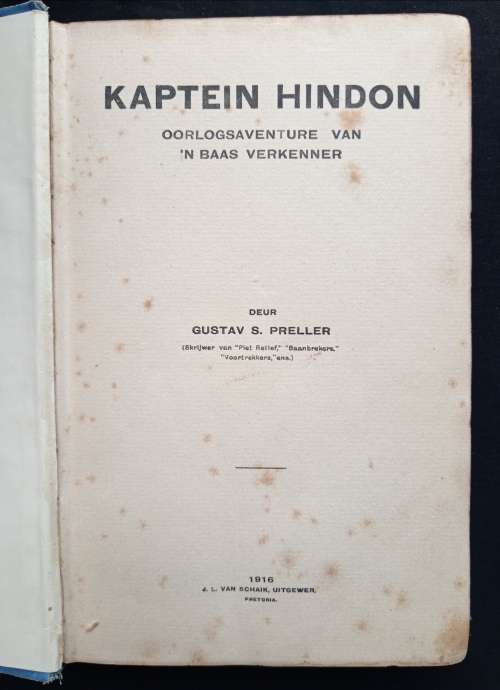 KAPTEIN HINDON
OORLOGSAVENTURE VAN
'N BAAS VERKENNER
DEUR
GUSTAV S. PRELLER
(Skrijwer van "Piet Retief," "Baanbrekers,"
"Voortrekkers,"ens.)
1916
J. L. VAN SCHAIK, UITGEWER.
PRETORIA.